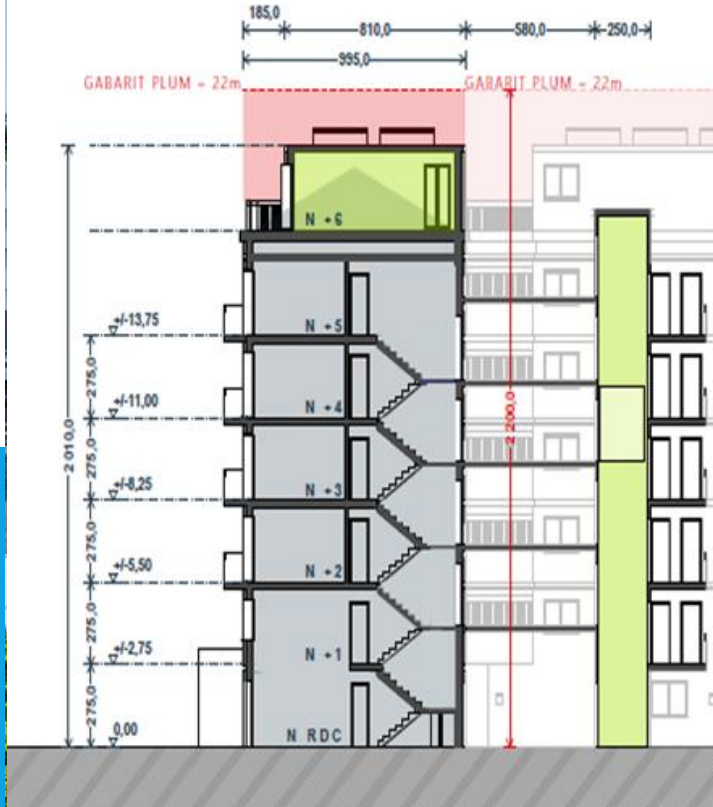 185,0
810,0
580,0
250,0
995,0
GABARIT PLUM = 22m
GABARIT PLUM = 22m
N +6
+/-13,75
N +5
275,0
+/-11,00
N +4
2 200,0
2 010,0
275,0
+/-8,25
N +3
275,0
+/-5,50
N +2
275,0
+/-2,75
N +1
275,0
0,00
N RDC